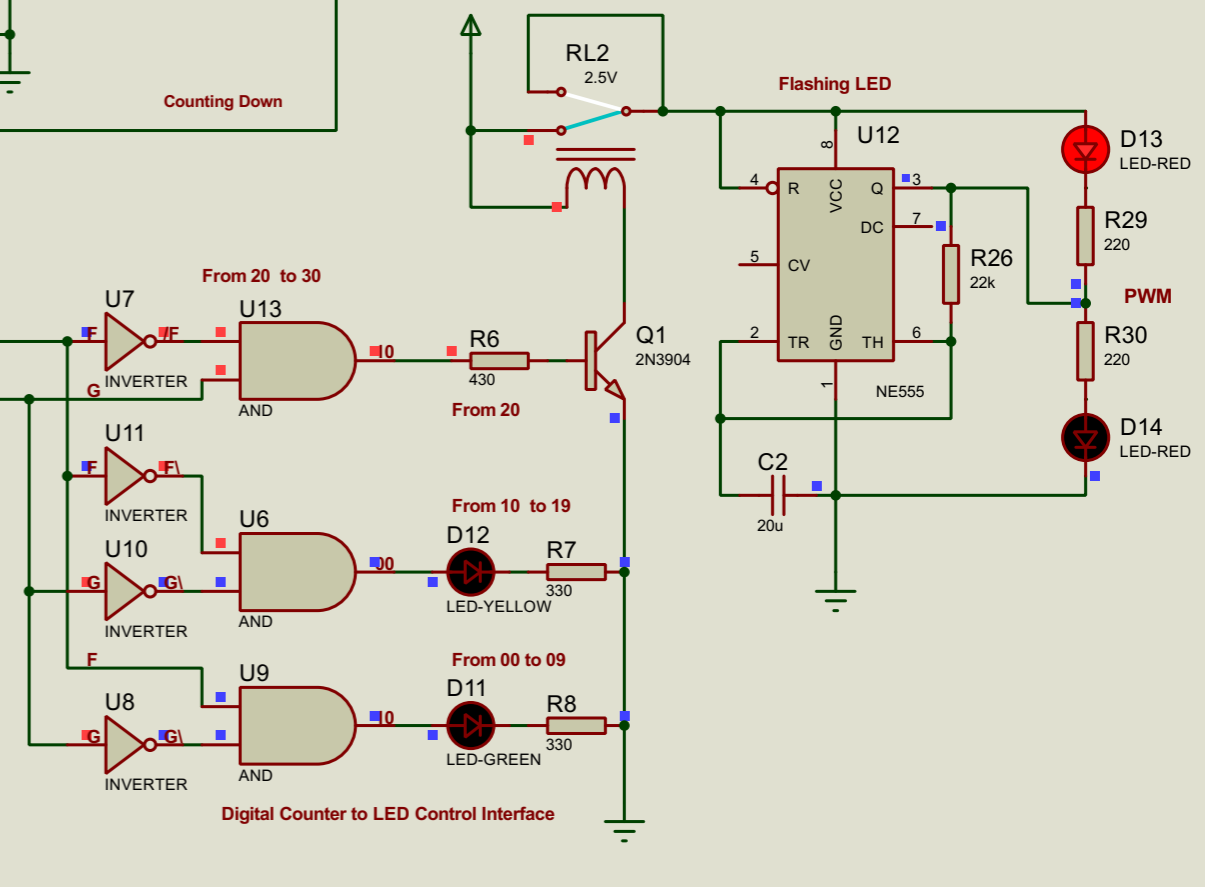 RL2
2.5V
Flashing LED
Counting Down
U12
D13
LED-RED
8
4
R
VCC
Q
3
DC
7
R29
220
5
CV
R26
22k
PWM
From 20 to 30
U7
F
/F
U13
INVERTER
G
AND
10
R6
430
From 20
Q1
2N3904
2
TR
GND
TH
6
1
NE555
R30
220
U11
F
F\
INVERTER
D14
LED-RED
C2
20u
U10
G
G\
INVERTER
U6
AND
00
From 10 to 19
D12
LED-YELLOW
R7
330
F
U8
G
G\
INVERTER
U9
AND
10
From 00 to 09
D11
LED-GREEN
R8
330
Digital Counter to LED Control Interface